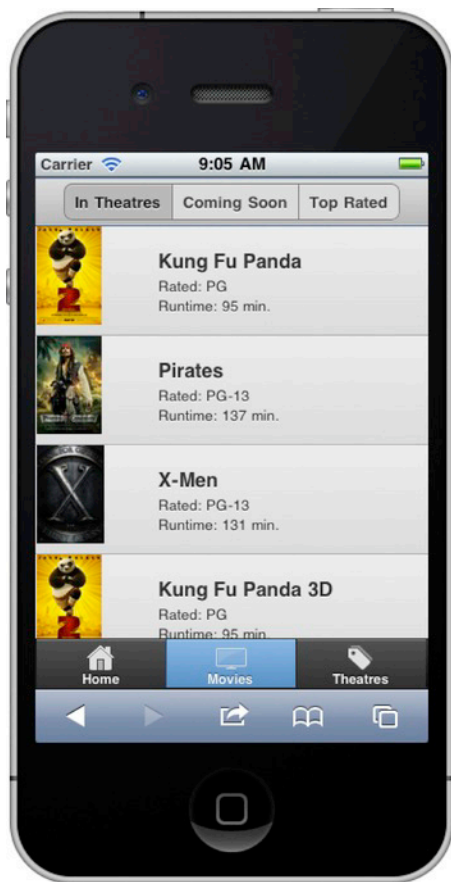 Carrier 9:05 AM
In Theatres Coming Soon Top Rated
Kung Fu Panda
Rated: PG
Runtime: 95 min.
2
Pirates
Rated: PG-13
Runtime: 137 min.
X-Men
Rated: PG-13
Runtime: 131 min.
Kung Fu Panda 3D
Rated: PG
Runtime: 95 min.
2
Home Movies Theatres